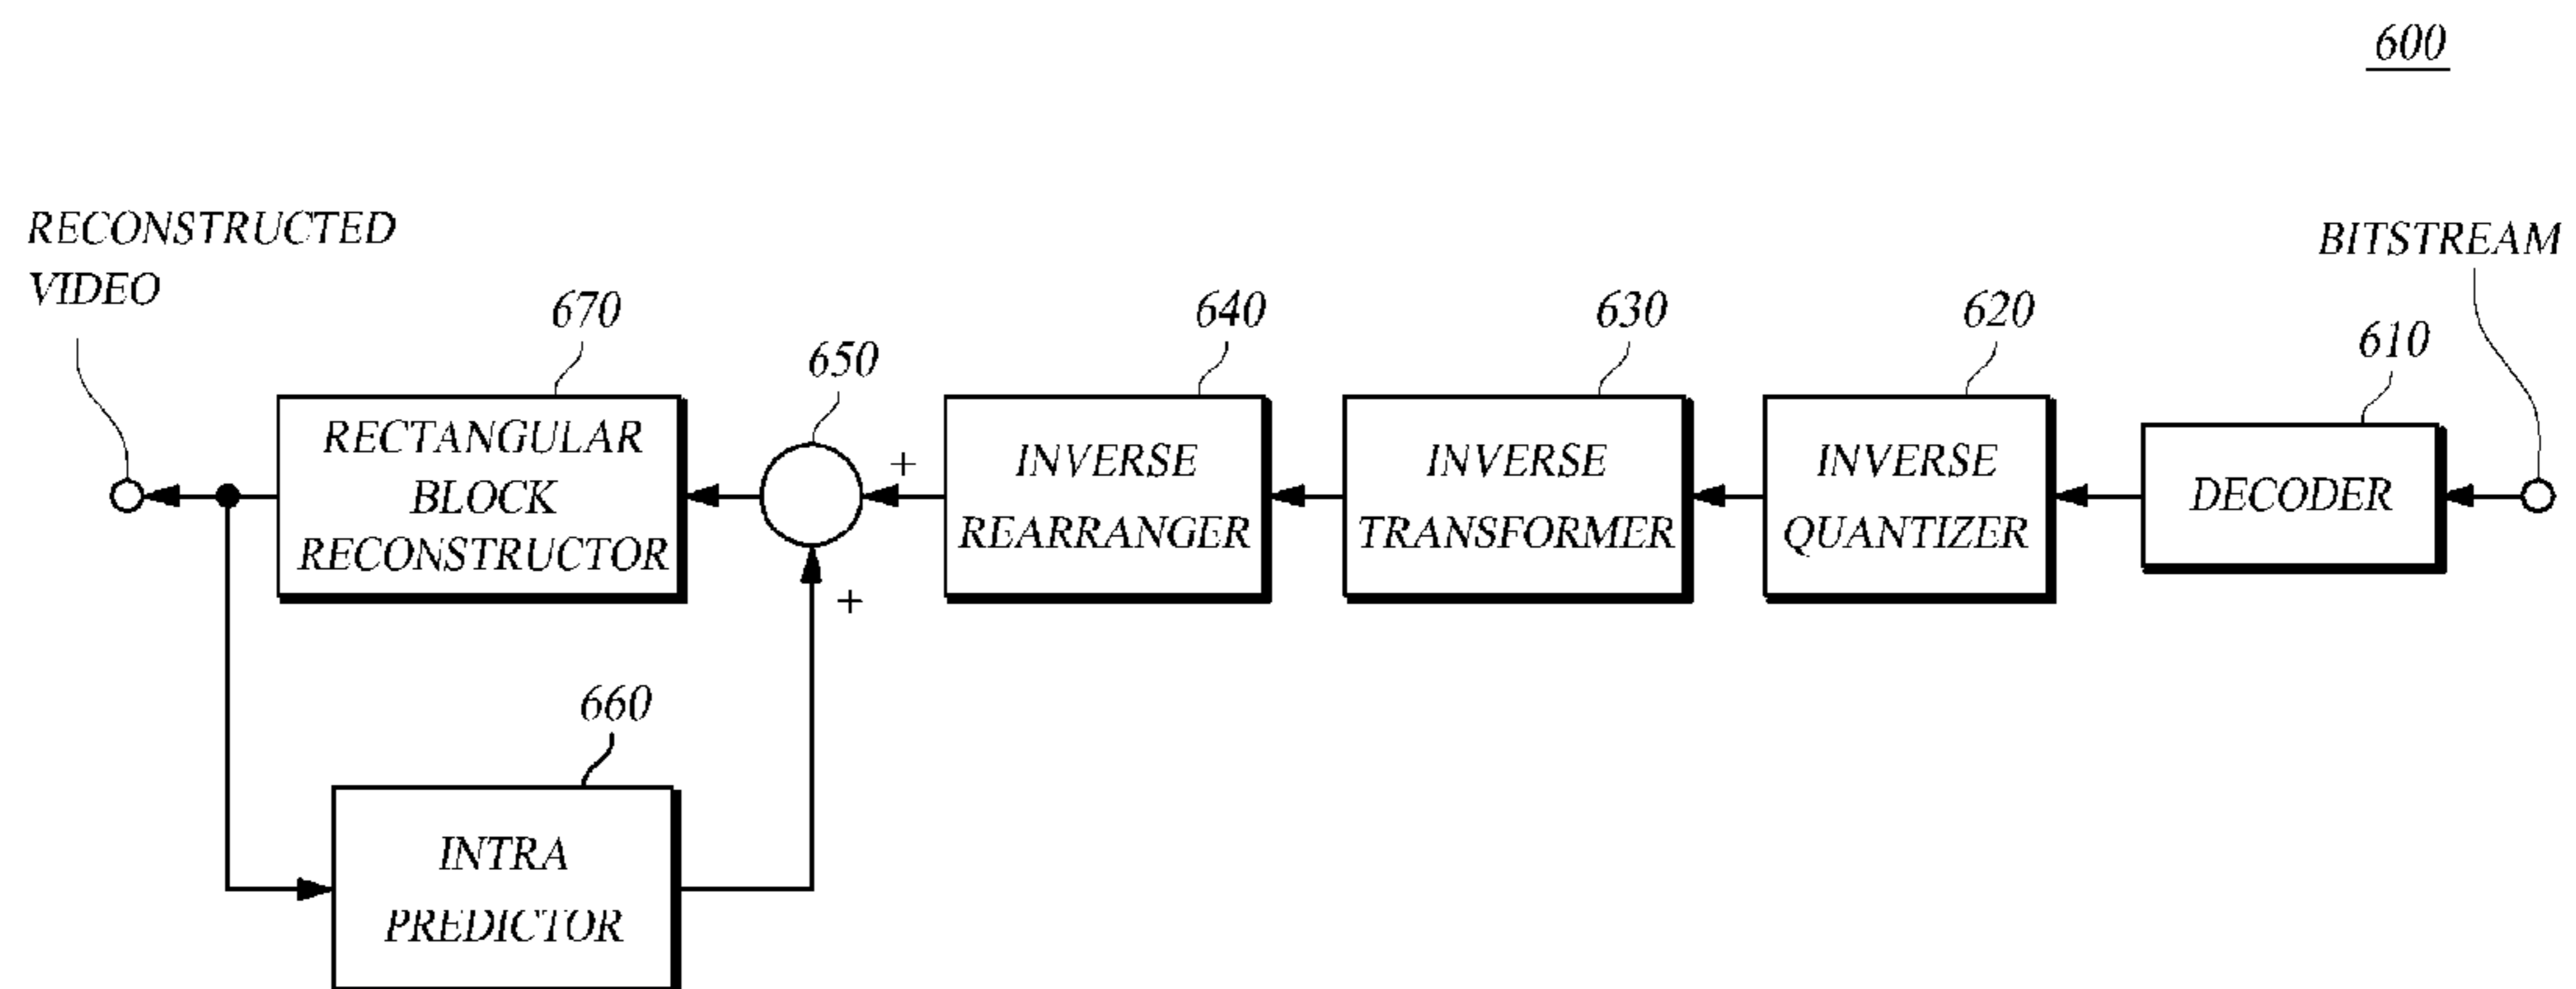 600
RECONSTRUCTED
VIDEO
BITSTREAM
670
650
640
630
620
610
RECTANGULAR
BLOCK
RECONSTRUCTOR
+
+
INVERSE
REARRANGER
INVERSE
TRANSFORMER
INVERSE
QUANTIZER
DECODER
660
INTRA
PREDICTOR